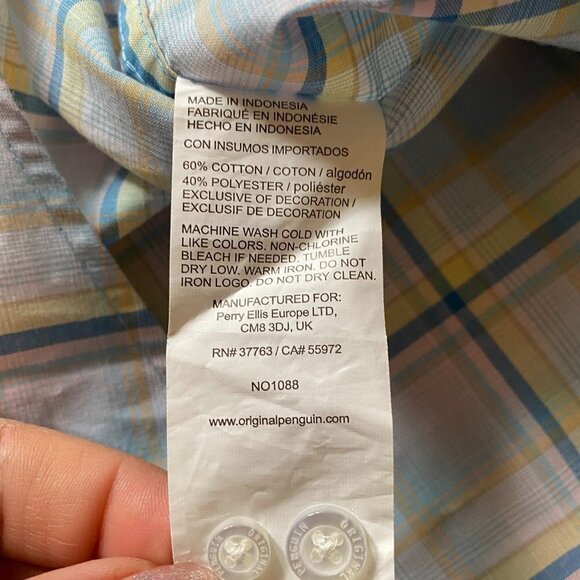 MADE IN INDONESIA
FABRIQUÉ EN INDONÉSIE
HECHO EN INDONESIA
CON INSUMOS IMPORTADOS
60% COTTON / COTON / algodón
40% POLYESTER / poliéster
EXCLUSIVE OF DECORATION /
EXCLUSIF DE DECORATION
MACHINE WASH COLD WITH
LIKE COLORS. NON-CHLORINE
BLEACH IF NEEDED. TUMBLE
DRY LOW. WARM IRON. DO NOT
IRON LOGO. DO NOT DRY CLEAN.
MANUFACTURED FOR:
Perry Ellis Europe LTD,
CM8 3DJ, UK
RN# 37763 / CA# 55972
NO1088
www.originalpenguin.com
PENGUIN ORIGINAL
PENGUIN ORIGINAL